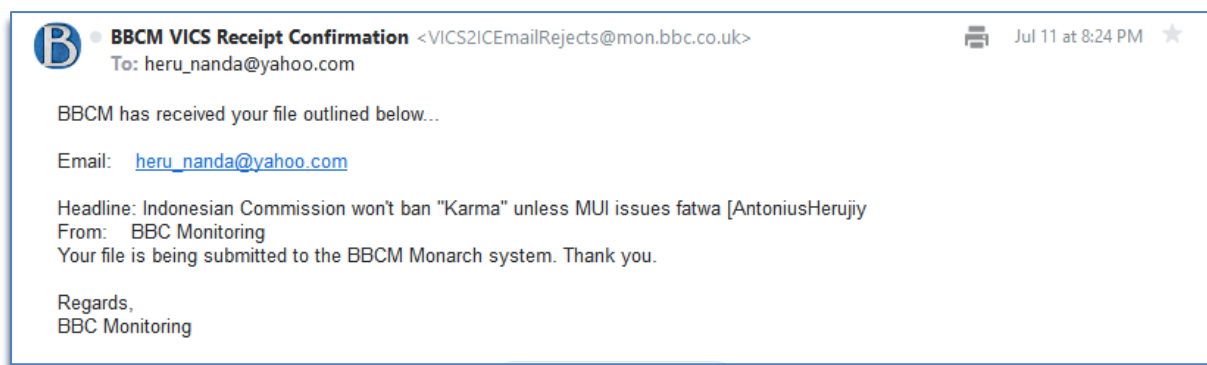 B
BBCM VICS Receipt Confirmation <VICS2ICEmailRejects@mon.bbc.co.uk> Jul 11 at 8:24 PM
To: heru_nanda@yahoo.com
BBCM has received your file outlined below...
Email: heru_nanda@yahoo.com
Headline: Indonesian Commission won't ban "Karma" unless MUI issues fatwa [AntoniusHerujiy
From: BBC Monitoring
Your file is being submitted to the BBCM Monarch system. Thank you.
Regards,
BBC Monitoring